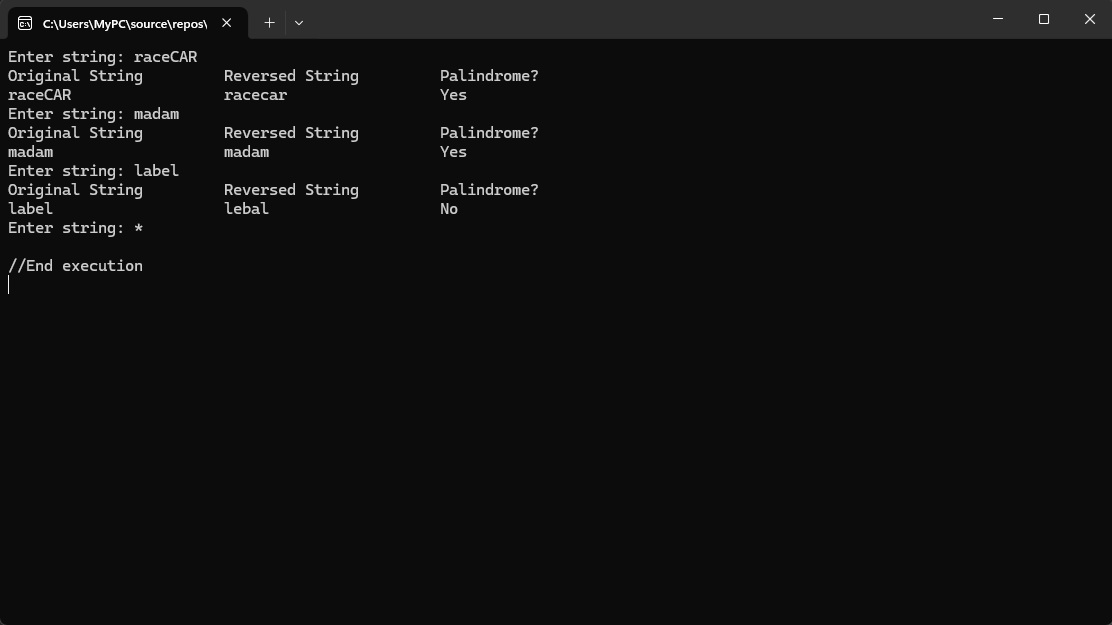 C:\Users\MyPC\source\repos\
Enter string: raceCAR
Original String Reversed String Palindrome?
raceCAR racecar Yes
Enter string: madam
Original String Reversed String Palindrome?
madam madam Yes
Enter string: label
Original String Reversed String Palindrome?
label lebal No
Enter string: *
//End execution